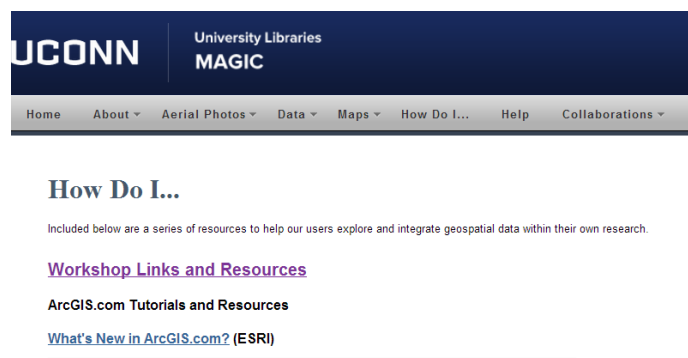 UCONN
University Libraries
MAGIC
Home About Aerial Photos Data Maps How Do I... Help Collaborations
How Do I...
Included below are a series of resources to help our users explore and integrate geospatial data within their own research.
Workshop Links and Resources
ArcGIS.com Tutorials and Resources
What's New in ArcGIS.com? (ESRI)